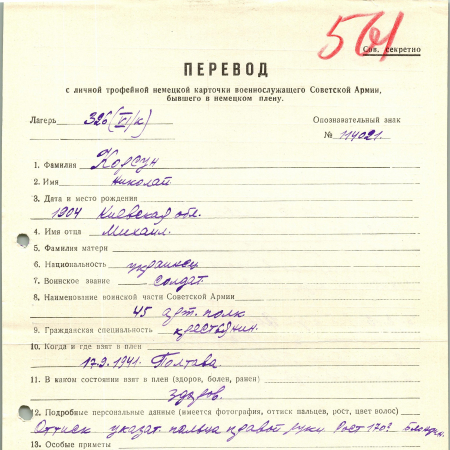 561
Сов. секретно
ПЕРЕВОД
с личной трофейной немецкой карточки военнослужащего Советской Армии,
бывшего в немецком плену.
Лагерь 326 (VI/к) Опознавательный знак
№ 114021.
1. Фамилия Корсун
2. Имя Николай
3. Дата и место рождения
1904 Киевская обл.
4. Имя отца Михаил.
5. Фамилия матери
6. Национальность украинец
7. Воинское звание солдат
8. Наименование воинской части Советской Армии
45 арт. полк
9. Гражданская специальность крестьянин.
10. Когда и где взят в плен
17.9.1941. Полтава.
11. В каком состоянии взят в плен (здоров, болен, ранен)
здоров.
12. Подробные персональные данные (имеется фотография, оттиск пальцев, рост, цвет волос)
Оттиск указат. пальца правой руки Рост 170
13. Особые приметы